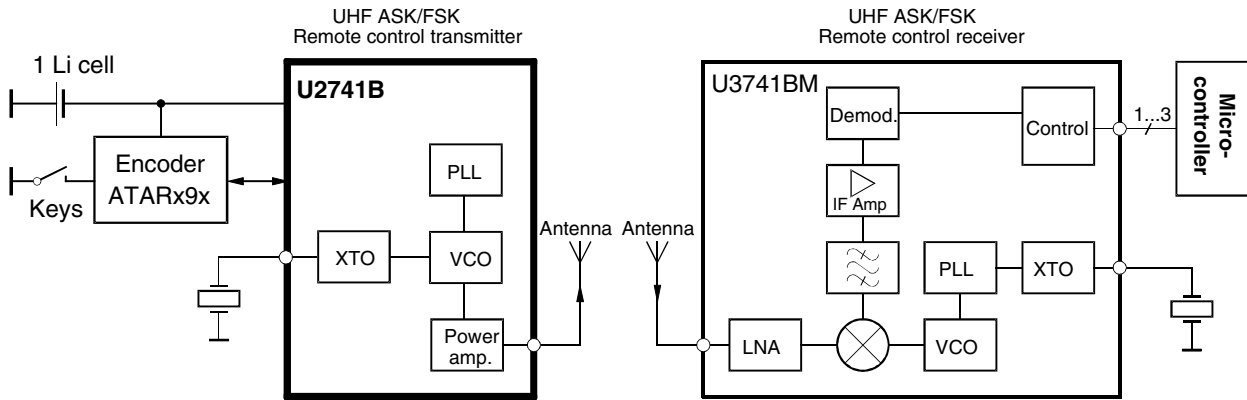 UHF ASK/FSK
Remote control transmitter
UHF ASK/FSK
Remote control receiver
1 Li cell
U2741B
Encoder
ATARx9x
Keys
PLL
XTO
VCO
Power
amp.
Antenna
Antenna
U3741BM
Demod.
Control
1...3
Micro-
controller
IF Amp
PLL
XTO
LNA
VCO